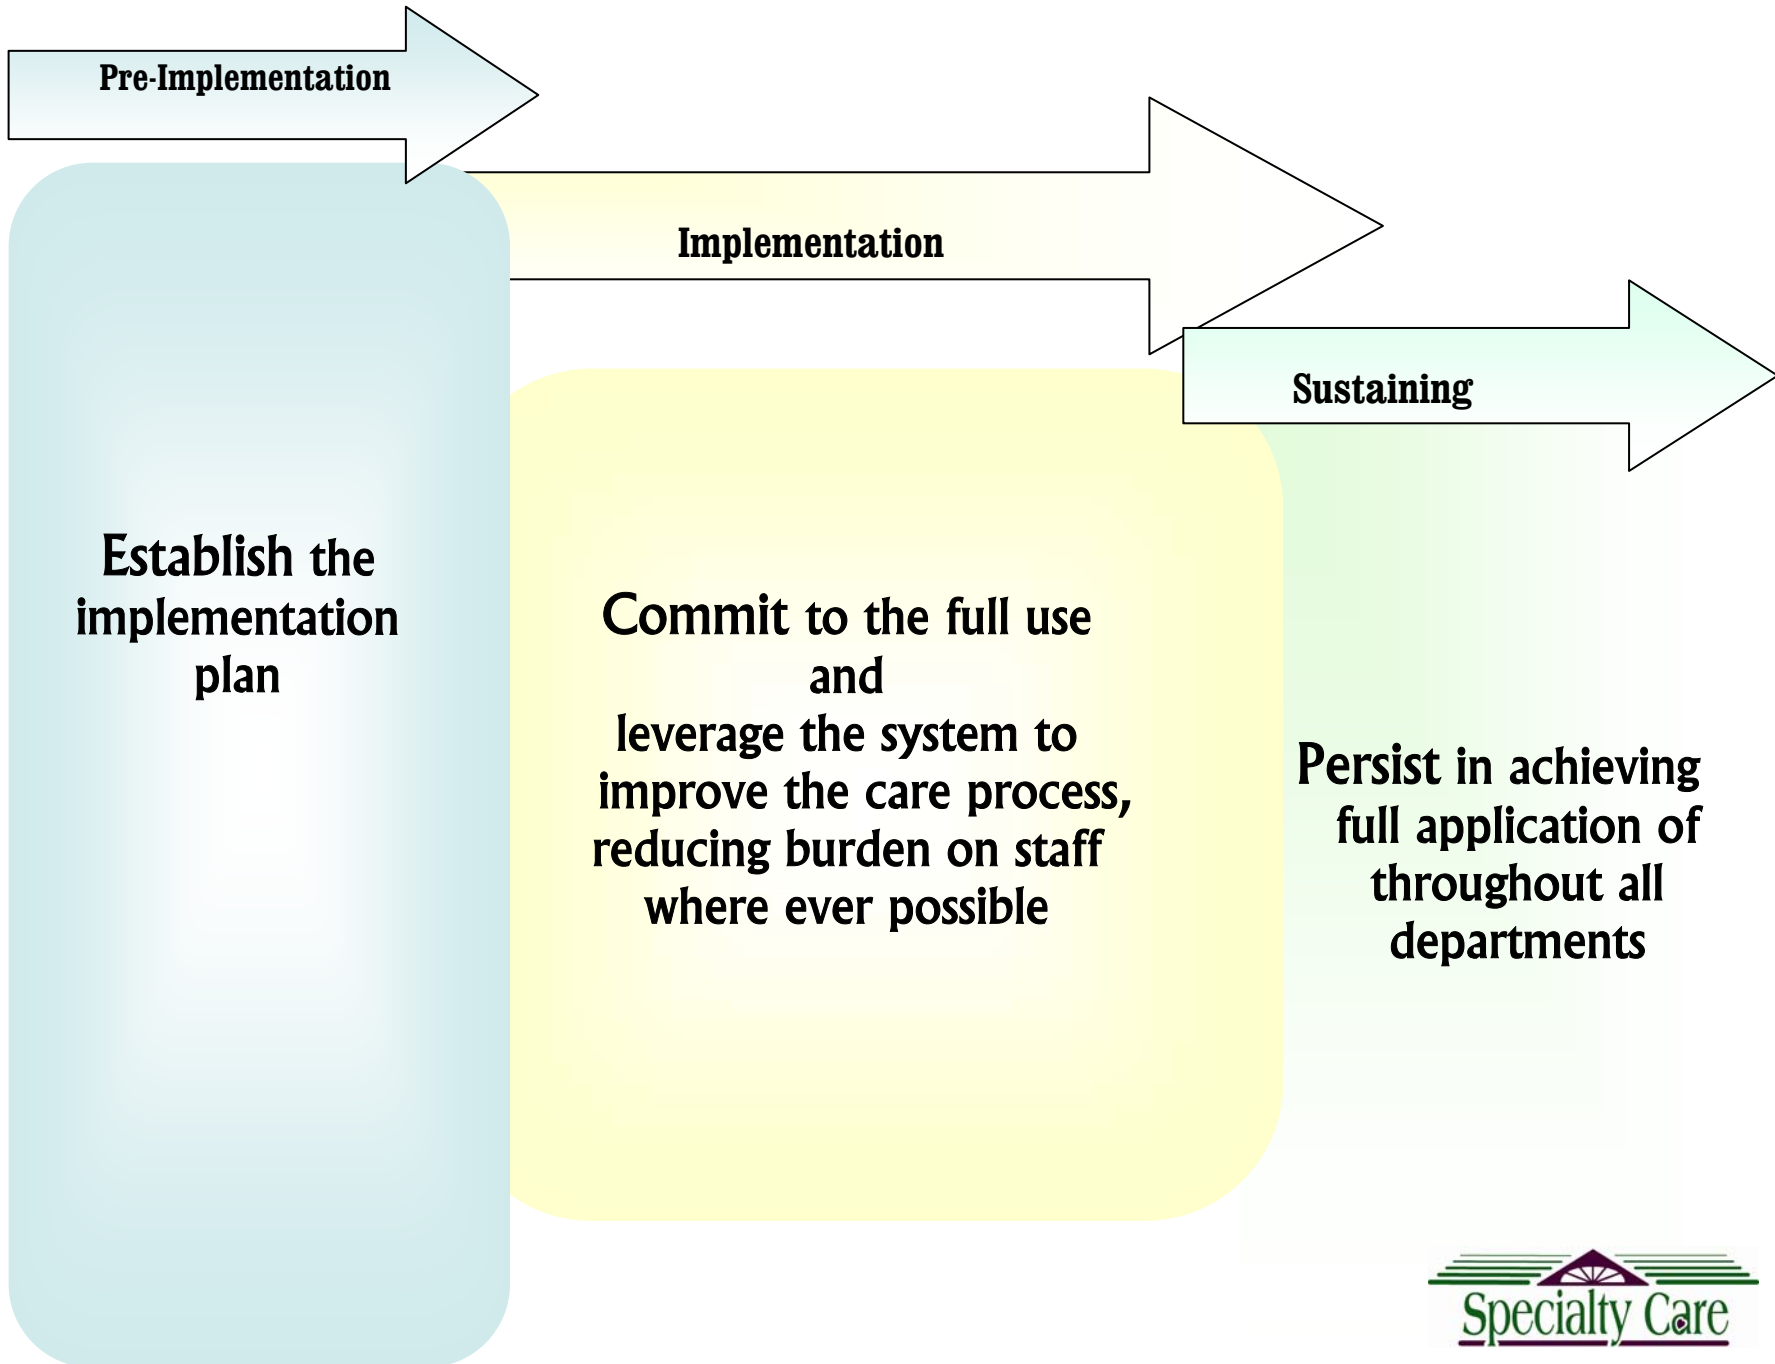 Pre-Implementation
Implementation
Sustaining
Establish the
implementation
plan
Commit to the full use
and
leverage the system to
improve the care process,
reducing burden on staff
where ever possible
Persist in achieving
full application of
throughout all
departments
Specialty Care